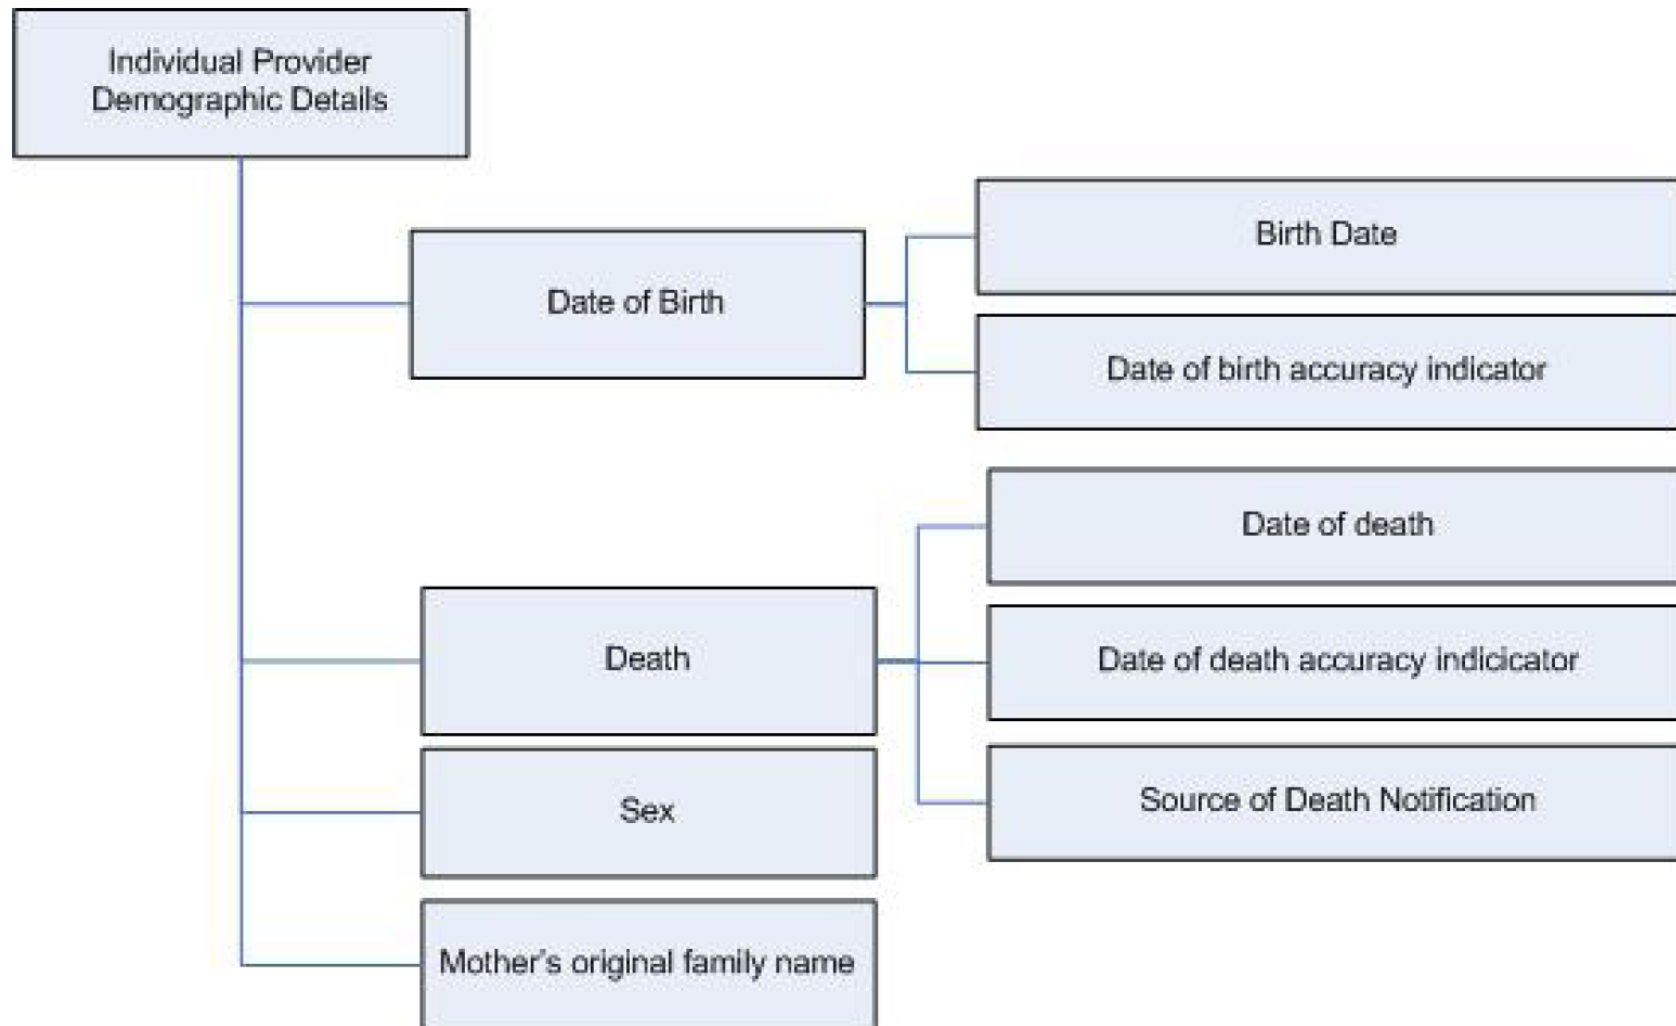 Individual Provider
Demographic Details
Birth Date
Date of Birth
Date of birth accuracy indicator
Date of death
Death
Date of death accuracy indicicator
Sex
Source of Death Notification
Mother's original family name